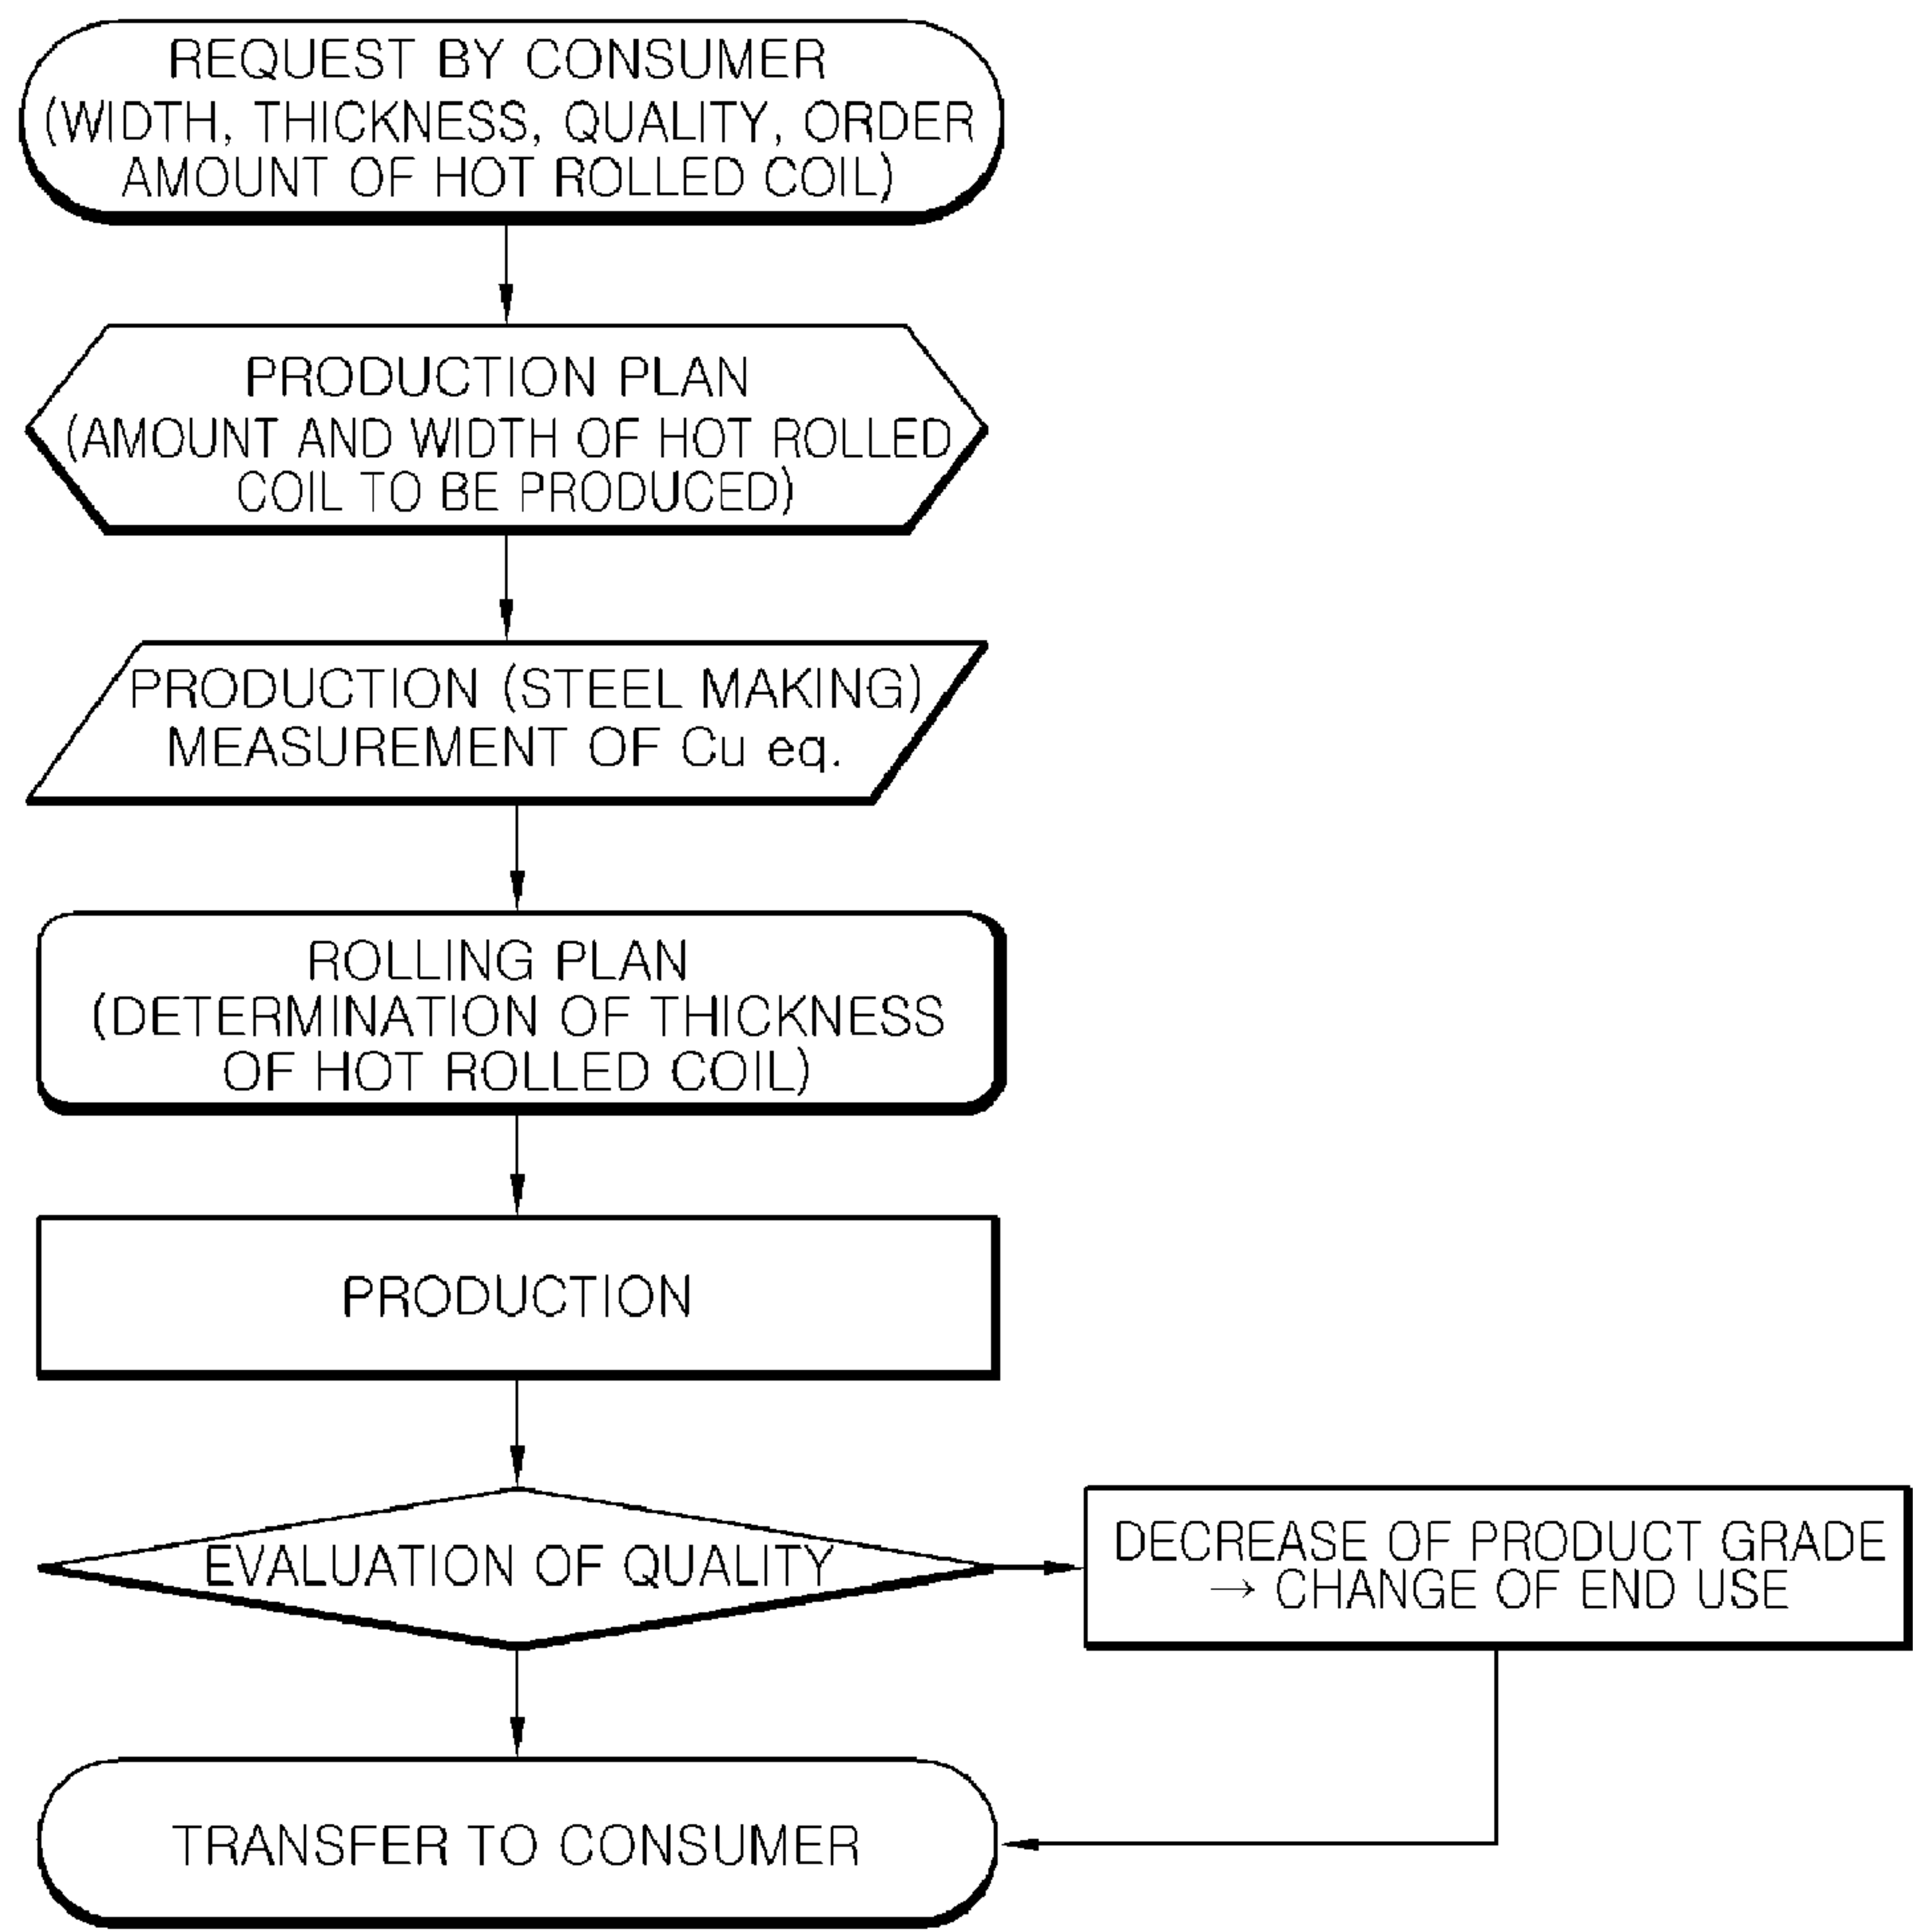 REQUEST BY CONSUMER
(WIDTH, THICKNESS, QUALITY, ORDER
AMOUNT OF HOT ROLLED COIL)
PRODUCTION PLAN
(AMOUNT AND WIDTH OF HOT ROLLED
COIL TO BE PRODUCED)
PRODUCTION (STEEL MAKING)
MEASUREMENT OF Cu eq.
ROLLING PLAN
(DETERMINATION OF THICKNESS
OF HOT ROLLED COIL)
PRODUCTION
EVALUATION OF QUALITY
DECREASE OF PRODUCT GRADE
→ CHANGE OF END USE
TRANSFER TO CONSUMER